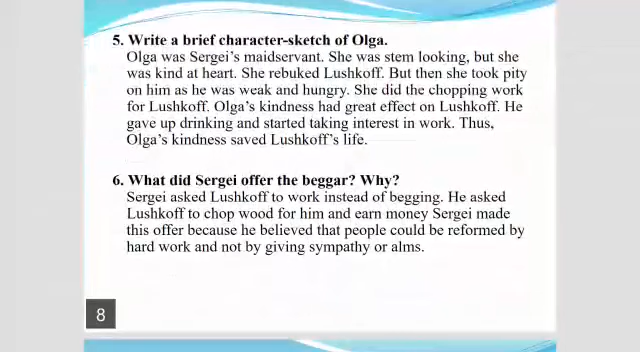 5. Write a brief character-sketch of Olga.
Olga was Sergei's maidservant. She was stem looking, but she
was kind at heart. She rebuked Lushkoff. But then she took pity
on him as he was weak and hungry. She did the chopping work
for Lushkoff. Olga's kindness had great effect on Lushkoff. He
gave up drinking and started taking interest in work. Thus,
Olga's kindness saved Lushkoff's life.
6. What did Sergei offer the beggar? Why?
Sergei asked Lushkoff to work instead of begging. He asked
Lushkoff to chop wood for him and earn money Sergei made
this offer because he believed that people could be reformed by
hard work and not by giving sympathy or alms.
8